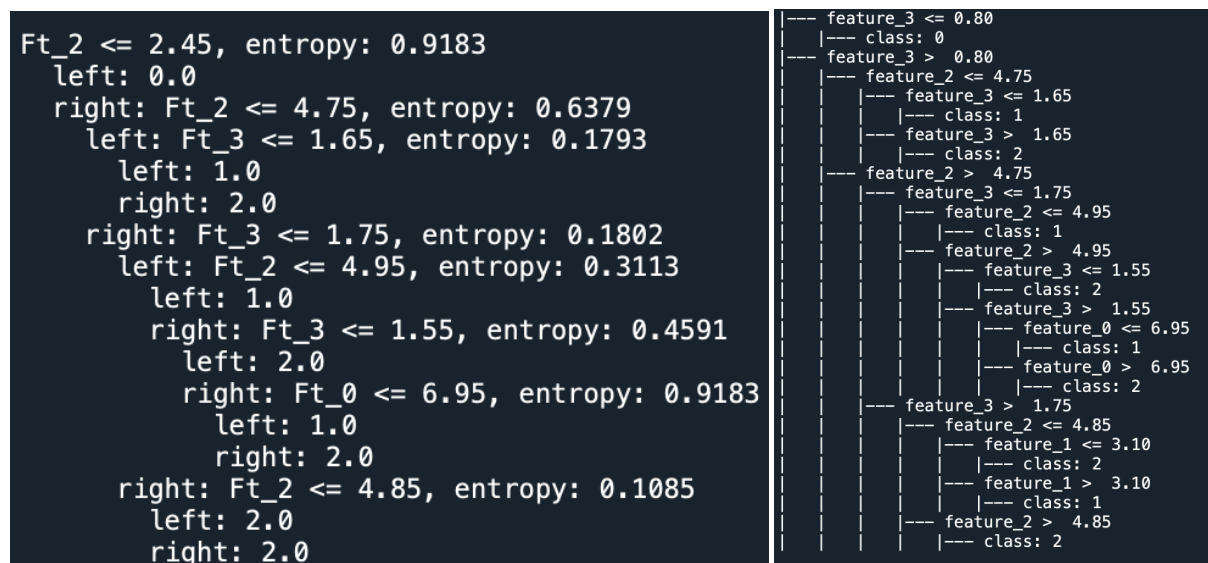 Ft_2 <= 2.45, entropy: 0.9183
  left: 0.0
  right: Ft_2 <= 4.75, entropy: 0.6379
    left: Ft_3 <= 1.65, entropy: 0.1793
      left: 1.0
      right: 2.0
    right: Ft_3 <= 1.75, entropy: 0.1802
      left: Ft_2 <= 4.95, entropy: 0.3113
        left: 1.0
        right: Ft_3 <= 1.55, entropy: 0.4591
          left: 2.0
          right: Ft_0 <= 6.95, entropy: 0.9183
            left: 1.0
            right: 2.0
      right: Ft_2 <= 4.85, entropy: 0.1085
        left: 2.0
        right: 2.0
|--- feature_3 <= 0.80
|   |--- class: 0
|--- feature_3 >  0.80
|   |--- feature_2 <= 4.75
|   |   |--- feature_3 <= 1.65
|   |   |   |--- class: 1
|   |   |--- feature_3 >  1.65
|   |   |   |--- class: 2
|   |--- feature_2 >  4.75
|   |   |--- feature_3 <= 1.75
|   |   |   |--- feature_2 <= 4.95
|   |   |   |   |--- class: 1
|   |   |   |--- feature_2 >  4.95
|   |   |   |   |--- feature_3 <= 1.55
|   |   |   |   |   |--- class: 2
|   |   |   |   |--- feature_3 >  1.55
|   |   |   |   |   |--- feature_0 <= 6.95
|   |   |   |   |   |   |--- class: 1
|   |   |   |   |   |--- feature_0 >  6.95
|   |   |   |   |   |   |--- class: 2
|   |   |--- feature_3 >  1.75
|   |   |   |--- feature_2 <= 4.85
|   |   |   |   |--- feature_1 <= 3.10
|   |   |   |   |   |--- class: 2
|   |   |   |   |--- feature_1 >  3.10
|   |   |   |   |   |--- class: 1
|   |   |   |--- feature_2 >  4.85
|   |   |   |   |--- class: 2